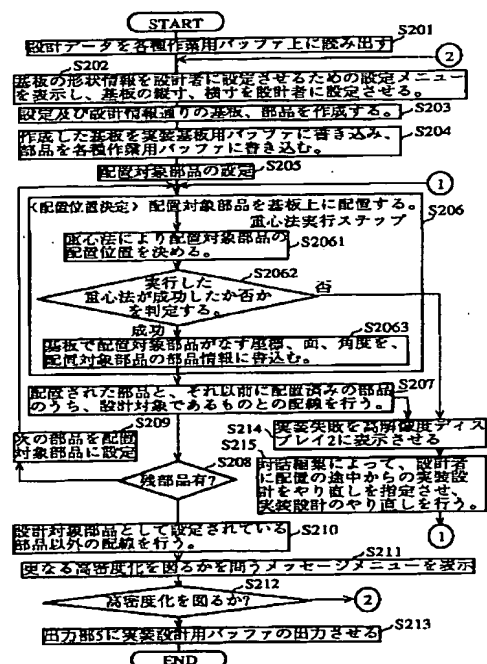 START
S201
設計データを各種作業用バッファ上に読み出す
②
S202
基板の形状情報を設計者に設定させるための設定メニュー
を表示し、基板の縦寸、横寸を設計者に設定させる。
S203
設定及び設計情報通りの基板、部品を作成する。
S204
作成した基板を実装基板用バッファに書き込み、
部品を各種作業用バッファに書き込む。
S205
配置対象部品の設定
①
〈配置位置決定〉配置対象部品を基板上に配置する。
S206
重心法実行ステップ
S2061
重心法により配置対象部品の
配置位置を決める。
S2062
実行した
重心法が成功したか否か
を判定する。
否
成功
S2063
基板で配置対象部品がなす座標、面、角度を、
配置対象部品の部品情報に書込む。
S207
配置された部品と、それ以前に配置済みの部品
のうち、設計対象であるものとの配線を行う。
S209
次の部品を配置
対象部品に設定
S208
残部品有?
S214
実装失敗を高解像度ディス
プレイ2に表示させる
S215
対話編集によって、設計者
に配置の途中からの実装設
計をやり直しを指定させ、
実装設計のやり直しを行う。
①
S210
設計対象部品として設定されている
部品以外の配線を行う。
S211
更なる高密度化を図るかを問うメッセージメニューを表示
S212
高密度化を図るか?
②
S213
出力部5に実装設計用バッファの出力させる
END